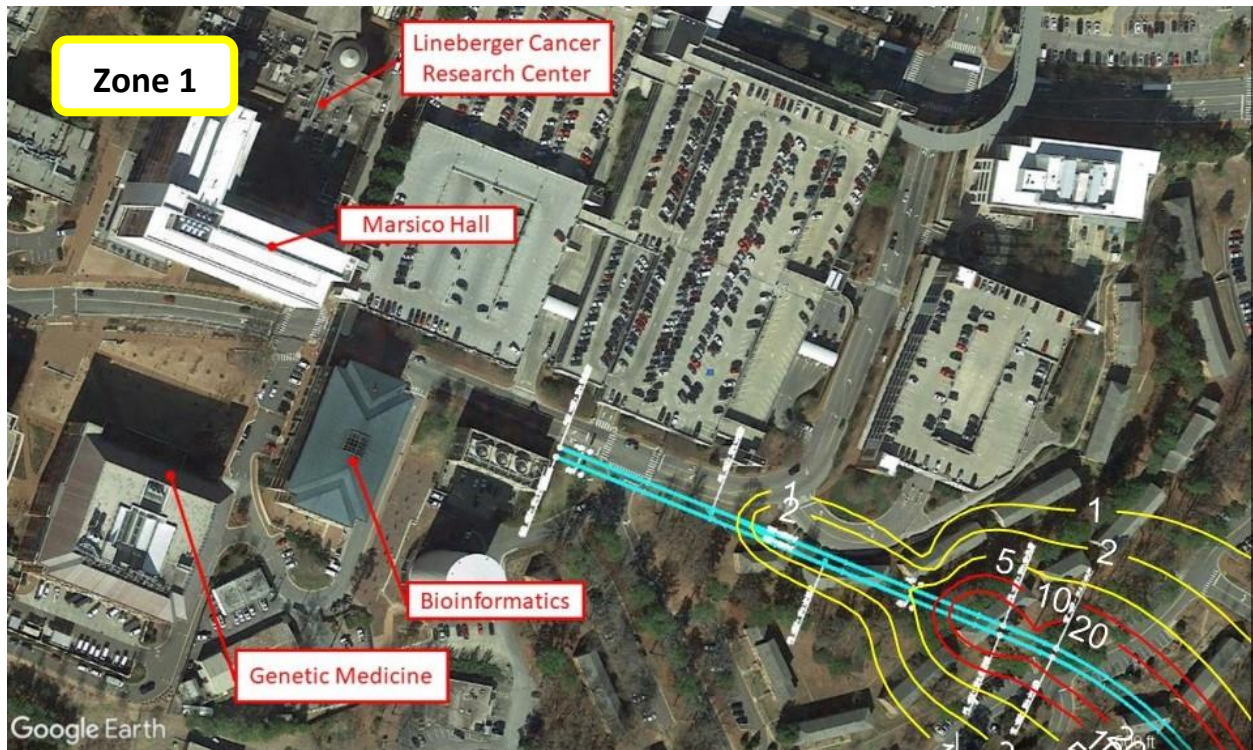 Zone 1
Lineberger Cancer
Research Center
Marsico Hall
Bioinformatics
Genetic Medicine
1
2
1
2
5
10
20
Google Earth